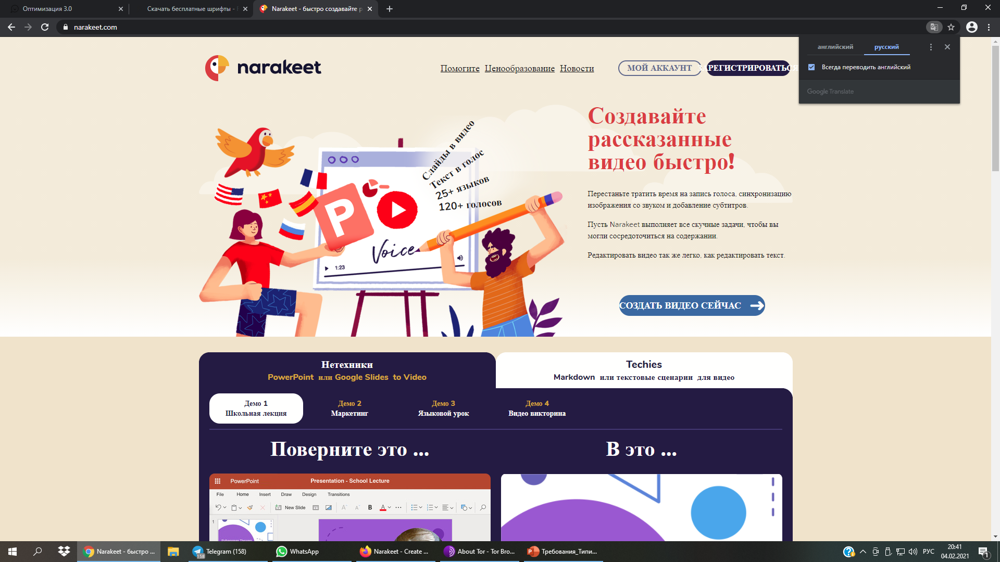 Оптимизация 3.0
Скачать бесплатные шрифты -
Narakeet - быстро создавайте р
narakeet.com
английский
русский
Всегда переводить английский
Google Translate
narakeet
Помогите
Ценообразование
Новости
МОЙ АККАУНТ
ЗАРЕГИСТРИРОВАТЬСЯ
Слайды в видео
Текст в голос
25+ языков
120+ голосов
P
Voice
1:23
Создавайте
рассказанные
видео быстро!
Перестаньте тратить время на запись голоса, синхронизацию
изображения со звуком и добавление субтитров.
Пусть Narakeet выполняет все скучные задачи, чтобы вы
могли сосредоточиться на содержании.
Редактировать видео так же легко, как редактировать текст.
СОЗДАТЬ ВИДЕО СЕЙЧАС
Нетехники
PowerPoint или Google Slides to Video
Techies
Markdown или текстовые сценарии для видео
Демо 1
Школьная лекция
Демо 2
Маркетинг
Демо 3
Языковой урок
Демо 4
Видео викторина
Поверните это ...
В это ...
PowerPoint
Presentation - School Lecture
File Home Insert Draw Design Transitions
New Slide
1
Narakeet - быстро ...
Telegram (158)
158
WhatsApp
Narakeet - Create ...
About Tor - Tor Bro...
Требования_Типи...
РУС
20:41
04.02.2021
1